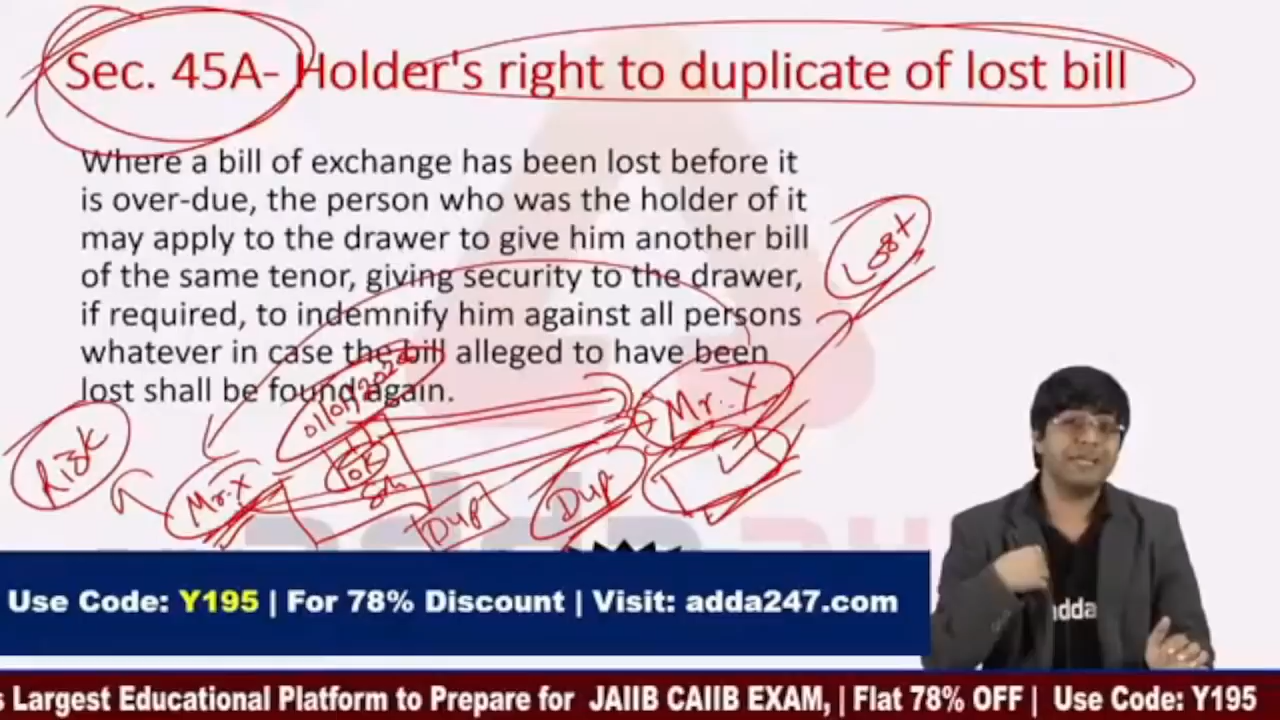 Sec. 45A- Holder's right to duplicate of lost bill
Where a bill of exchange has been lost before it
is over-due, the person who was the holder of it
may apply to the drawer to give him another bill
of the same tenor, giving security to the drawer,
if required, to indemnify him against all persons
whatever in case the bill alleged to have been
lost shall be found again.
Lost
Mr. Y
Risk
Mr. X
Dup
Dup
adda
Use Code: Y195 | For 78% Discount | Visit: adda247.com
s Largest Educational Platform to Prepare for JAIIB CAIIB EXAM, | Flat 78% OFF | Use Code: Y195